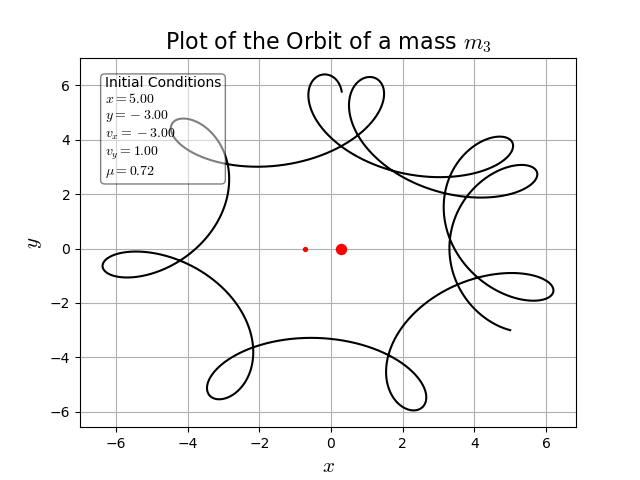 Plot of the Orbit of a mass m₃
Initial Conditions
x = 5.00
y = −3.00
vₓ = −3.00
v_y = 1.00
μ = 0.72
6
4
2
0
−2
−4
−6
y
−6 −4 −2 0 2 4 6
x